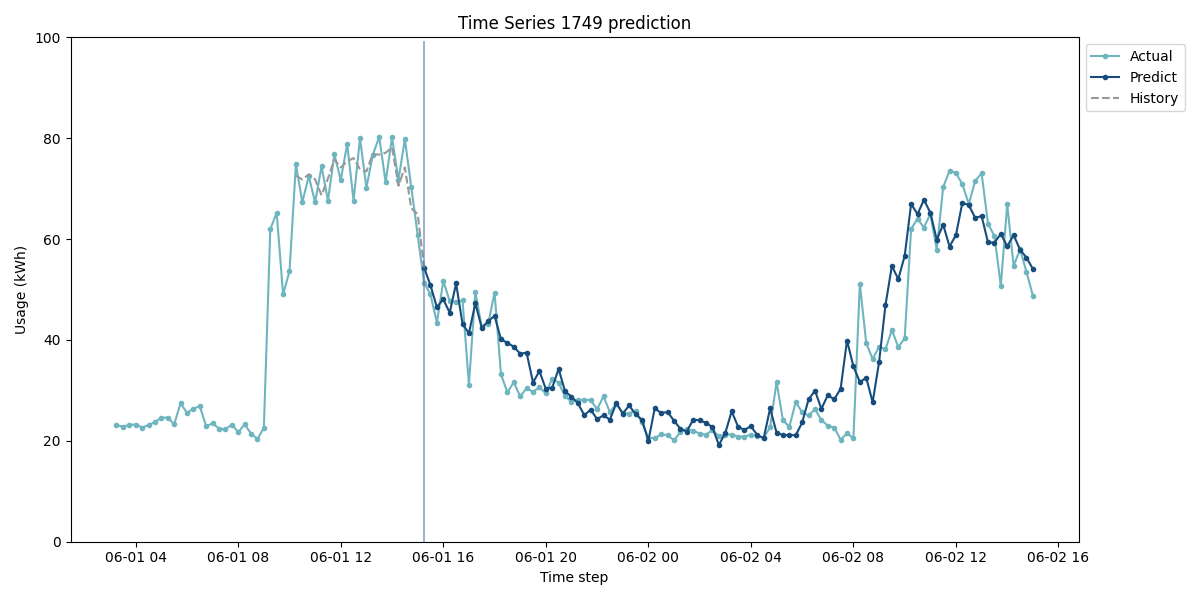 Time Series 1749 prediction
100
80
60
40
20
0
Usage (kWh)
06-01 04
06-01 08
06-01 12
06-01 16
06-01 20
06-02 00
06-02 04
06-02 08
06-02 12
06-02 16
Time step
Actual
Predict
History